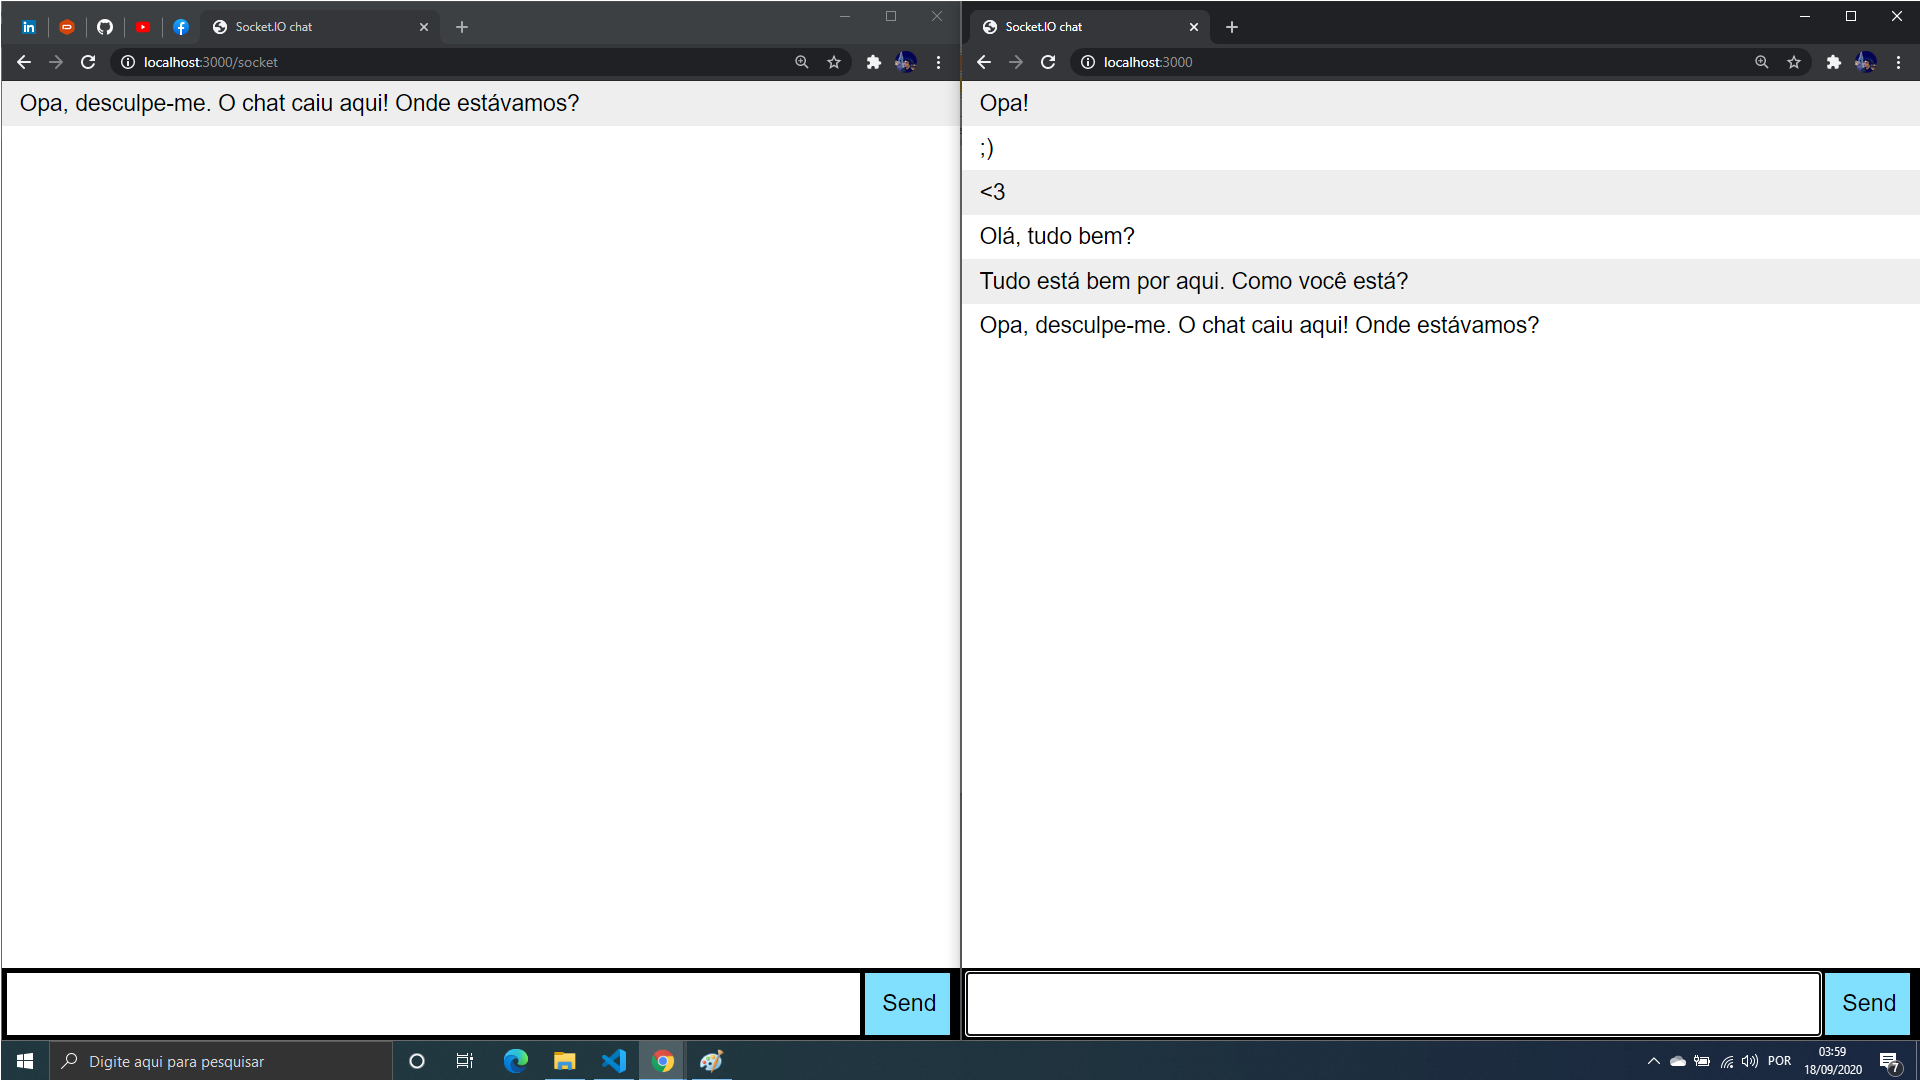 Socket.IO chat
localhost:3000/socket
Opa, desculpe-me. O chat caiu aqui! Onde estávamos?
Send
Socket.IO chat
localhost:3000
Opa!
;)
<3
Olá, tudo bem?
Tudo está bem por aqui. Como você está?
Opa, desculpe-me. O chat caiu aqui! Onde estávamos?
Send
Digite aqui para pesquisar
POR
03:59
18/09/2020
7